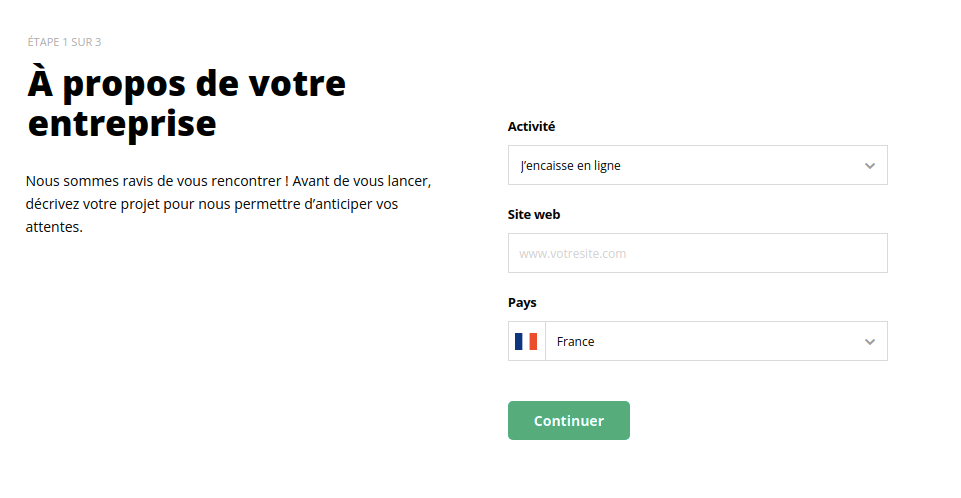 ÉTAPE 1 SUR 3
À propos de votre
entreprise
Nous sommes ravis de vous rencontrer ! Avant de vous lancer,
décrivez votre projet pour nous permettre d’anticiper vos
attentes.
Activité
J’encaisse en ligne
Site web
www.votresite.com
Pays
France
Continuer